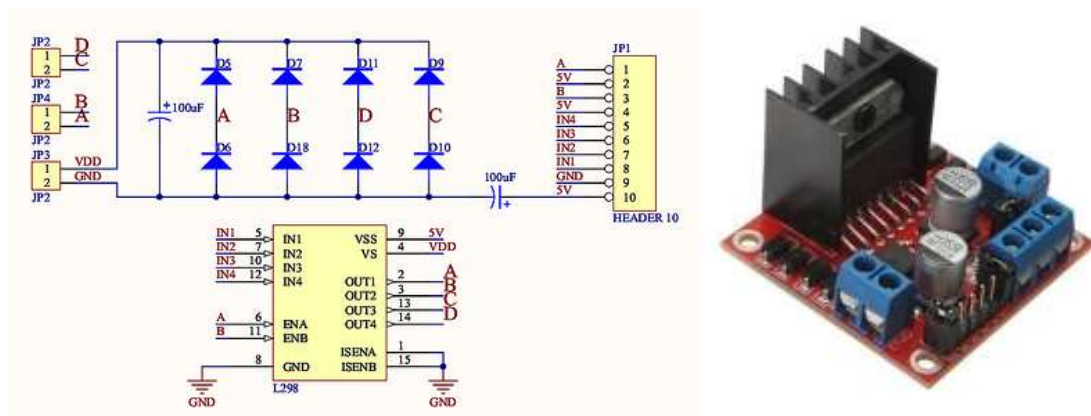 JP2
1 D
2 C
JP2
JP4
1 B
2 A
JP2
JP3
1 VDD
2 GND
JP2
+
100uF
D5
D7
D11
D9
A
B
D
C
D6
D18
D12
D10
100uF
+
JP1
A 1
5V 2
B 3
5V 4
IN4 5
IN3 6
IN2 7
IN1 8
GND 9
5V 10
HEADER 10
IN1 5 IN1 VSS 9 5V
IN2 7 IN2 VS 4 VDD
IN3 10 IN3
IN4 12 IN4 OUT1 2 A
OUT2 3 B
OUT3 13 C
A 6 ENA OUT4 14 D
B 11 ENB
ISENA 1
8 GND ISENB 15
L298
GND
GND